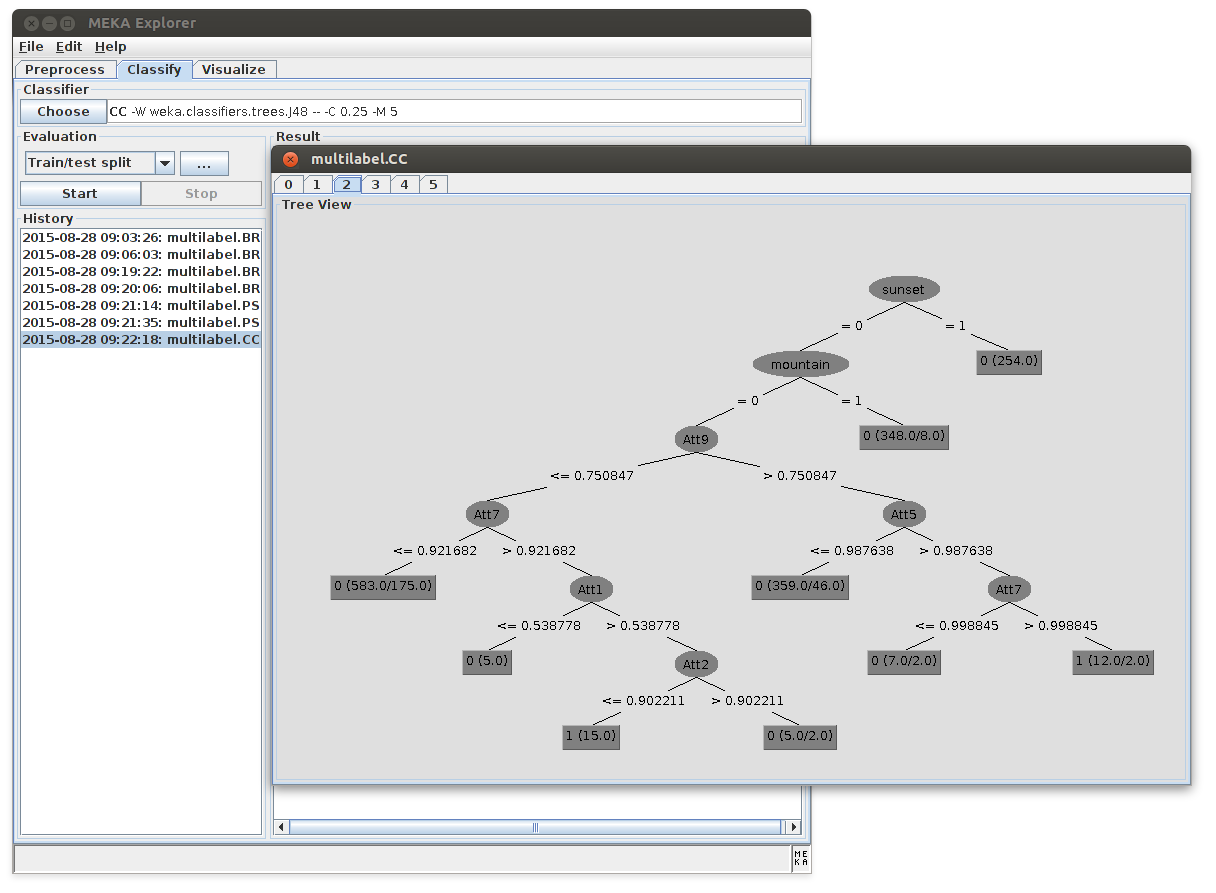 MEKA Explorer
File Edit Help
Preprocess Classify Visualize
Classifier
Choose CC -W weka.classifiers.trees.J48 -- -C 0.25 -M 5
Evaluation
Train/test split ...
Start Stop
History
2015-08-28 09:03:26: multilabel.BR
2015-08-28 09:06:03: multilabel.BR
2015-08-28 09:19:22: multilabel.BR
2015-08-28 09:20:06: multilabel.BR
2015-08-28 09:21:14: multilabel.PS
2015-08-28 09:21:35: multilabel.PS
2015-08-28 09:22:18: multilabel.CC
Result
multilabel.CC
0 1 2 3 4 5
Tree View
sunset
= 0 = 1
mountain 0 (254.0)
= 0 = 1
Att9 0 (348.0/8.0)
<= 0.750847 > 0.750847
Att7 Att5
<= 0.921682 > 0.921682 <= 0.987638 > 0.987638
0 (583.0/175.0) Att1 0 (359.0/46.0) Att7
<= 0.538778 > 0.538778 <= 0.998845 > 0.998845
0 (5.0) Att2 0 (7.0/2.0) 1 (12.0/2.0)
<= 0.902211 > 0.902211
1 (15.0) 0 (5.0/2.0)
ME
KA